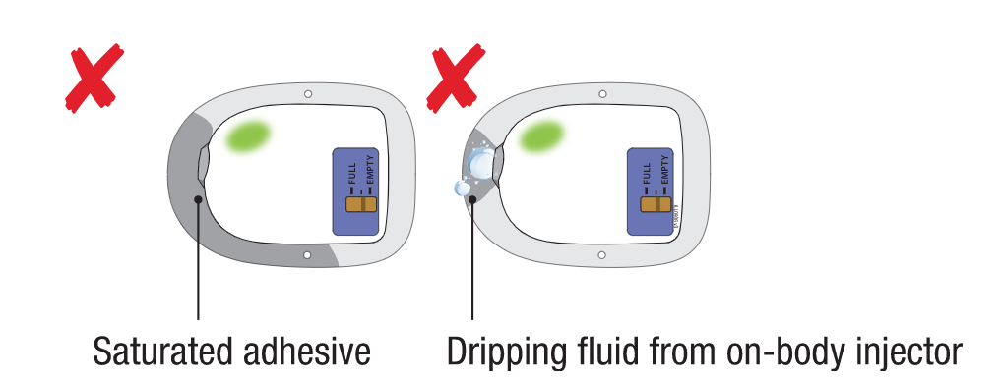 FULL
EMPTY
FULL
EMPTY
Saturated adhesive
Dripping fluid from on-body injector